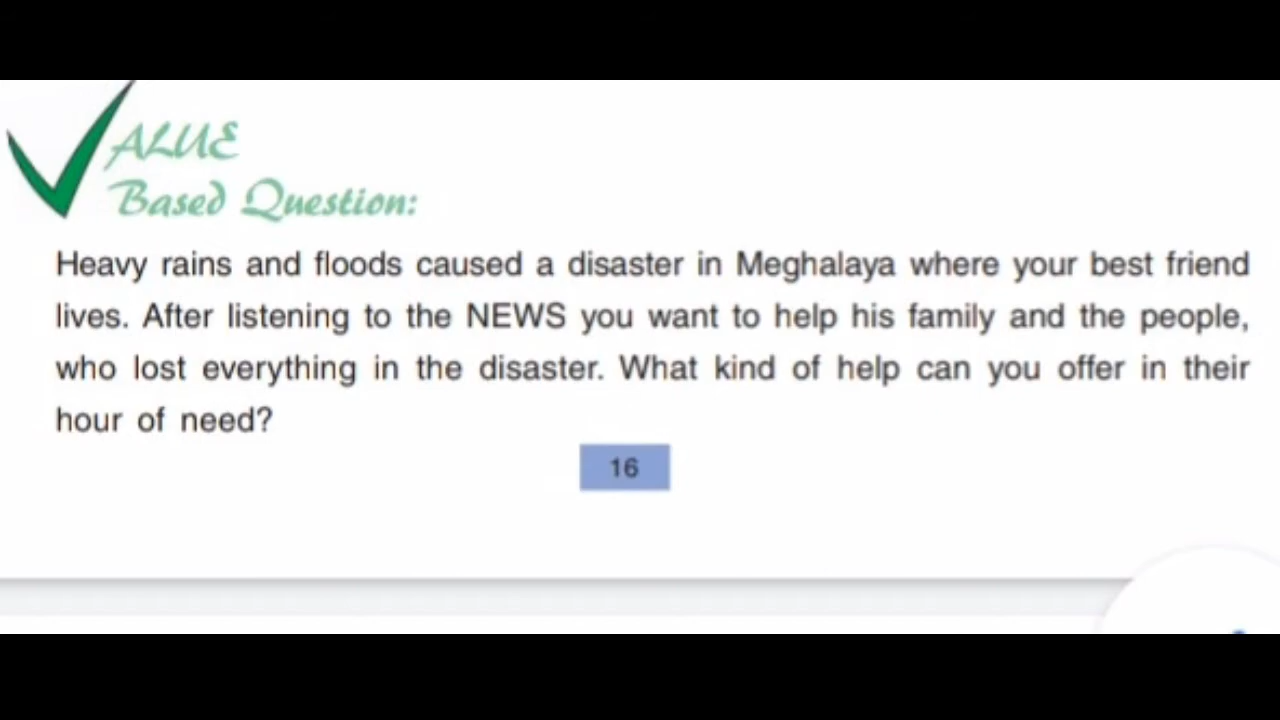 VALUE
Based Question:
Heavy rains and floods caused a disaster in Meghalaya where your best friend
lives. After listening to the NEWS you want to help his family and the people,
who lost everything in the disaster. What kind of help can you offer in their
hour of need?
16